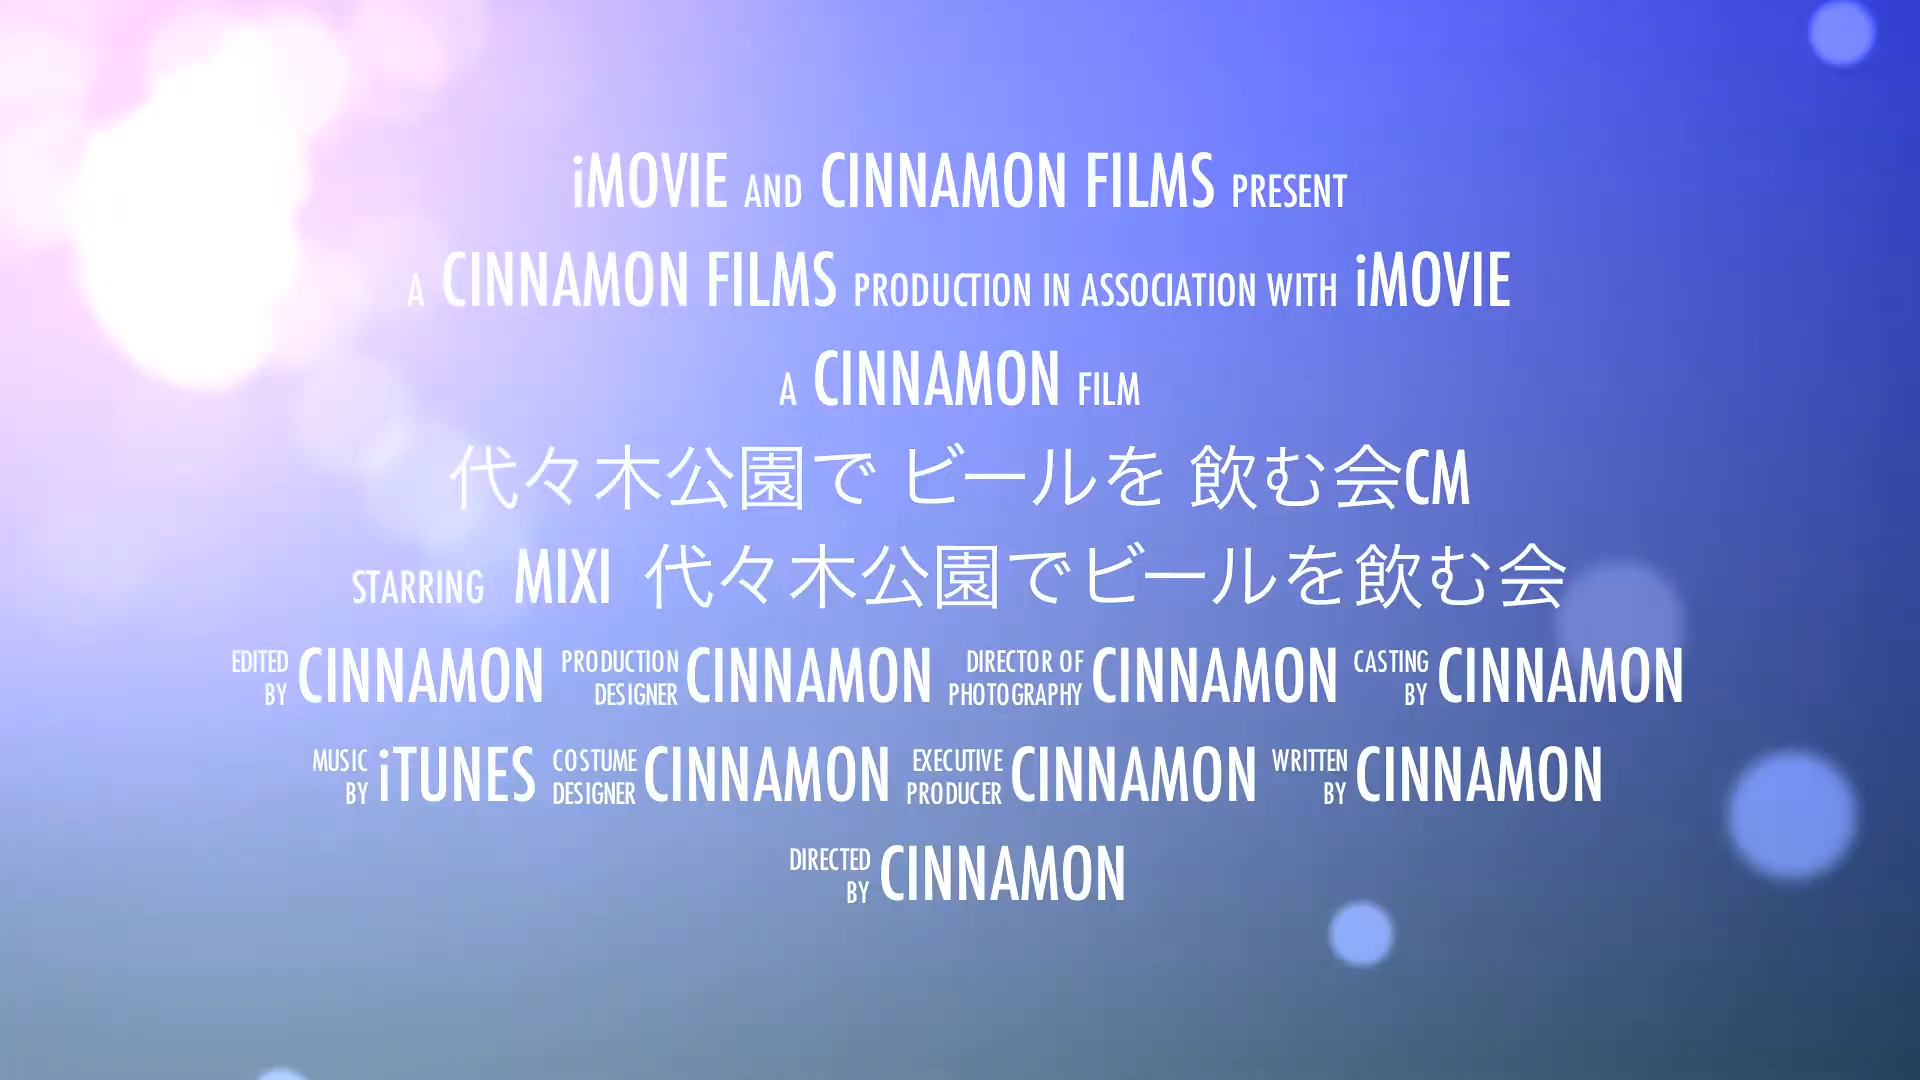 iMOVIE AND CINNAMON FILMS PRESENT
A CINNAMON FILMS PRODUCTION IN ASSOCIATION WITH iMOVIE
A CINNAMON FILM
代々木公園で ビールを 飲む会CM
STARRING MIXI 代々木公園でビールを飲む会
EDITED BY CINNAMON PRODUCTION DESIGNER CINNAMON DIRECTOR OF PHOTOGRAPHY CINNAMON CASTING BY CINNAMON
MUSIC BY iTUNES COSTUME DESIGNER CINNAMON EXECUTIVE PRODUCER CINNAMON WRITTEN BY CINNAMON
DIRECTED BY CINNAMON